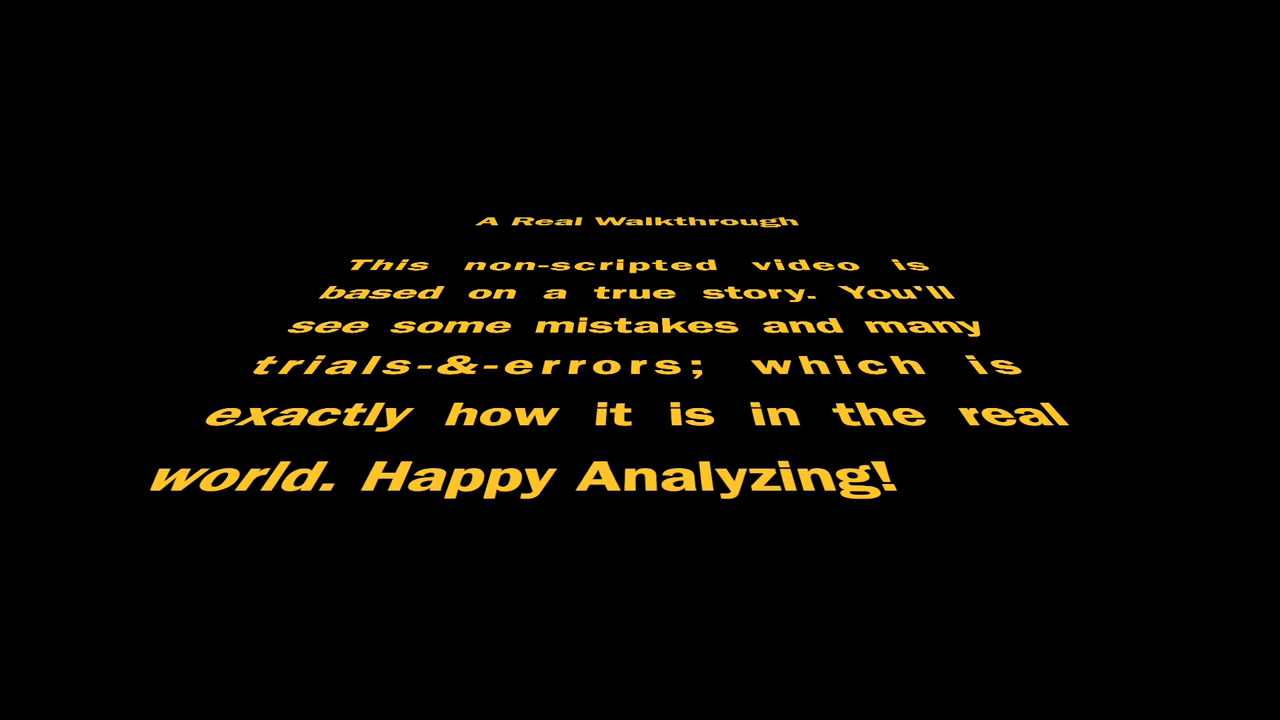 A Real Walkthrough
This non-scripted video is
based on a true story. You'll
see some mistakes and many
trials-&-errors; which is
exactly how it is in the real
world. Happy Analyzing!